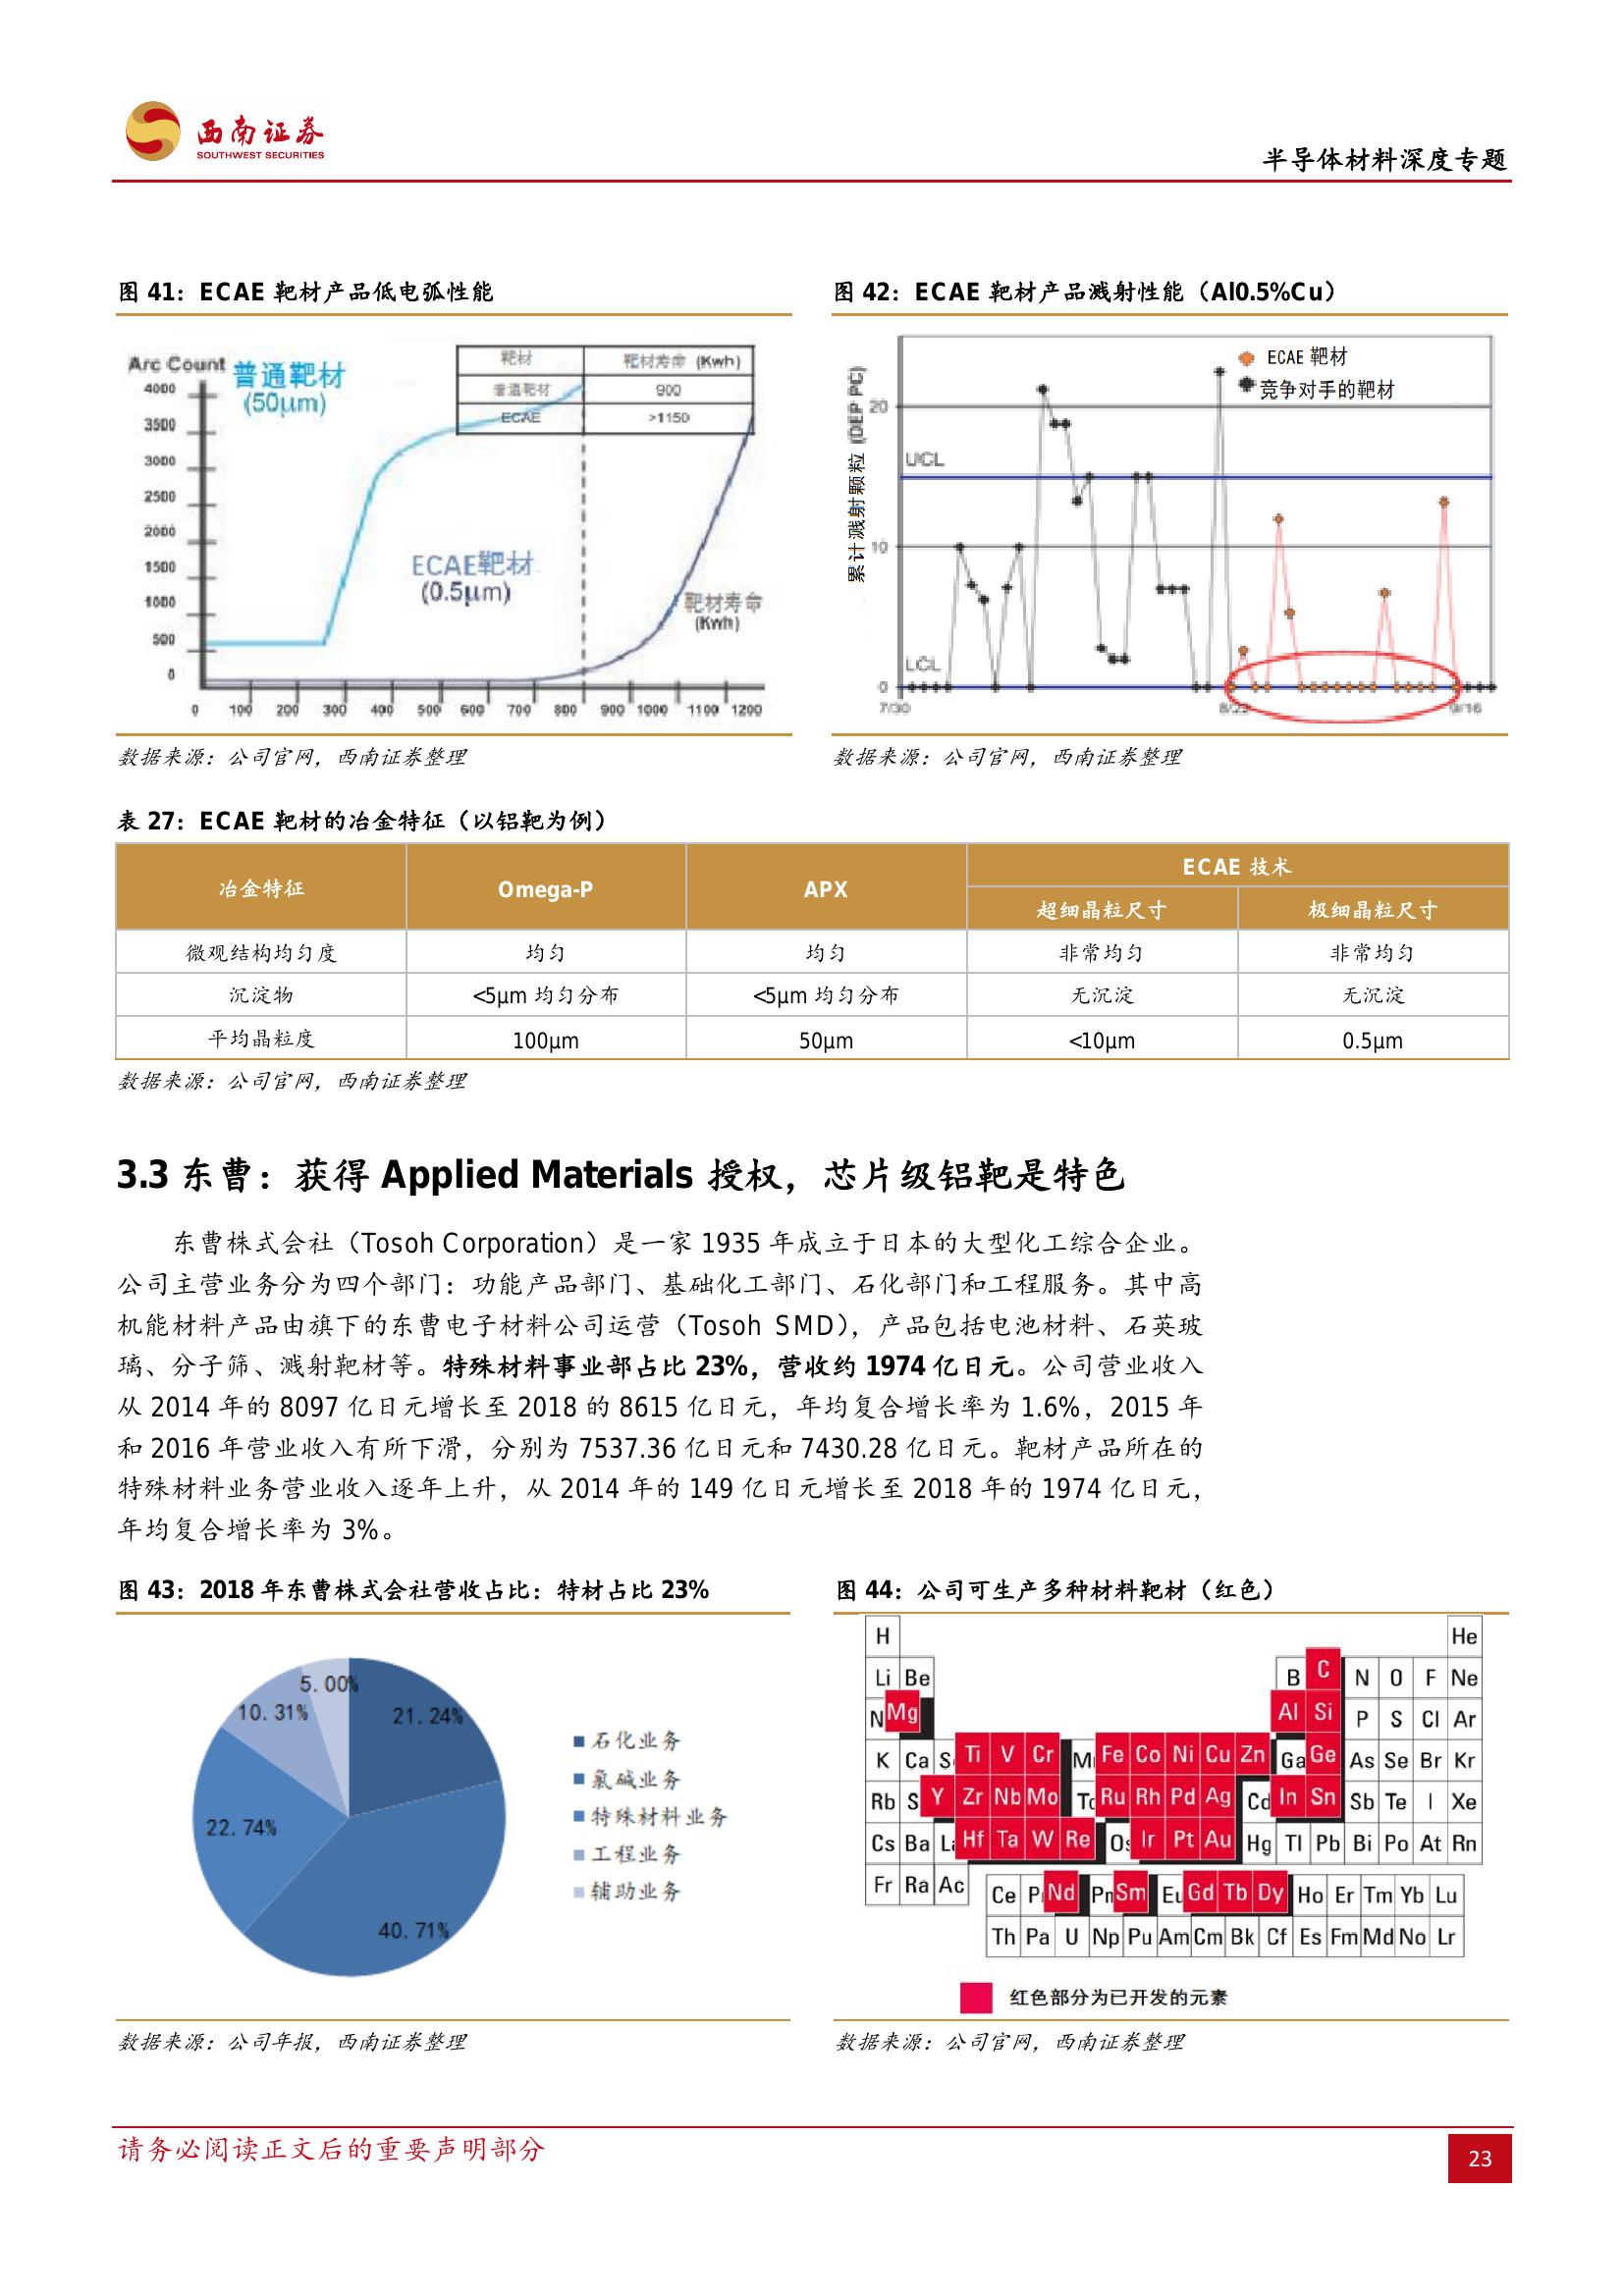 西南证券
SOUTHWEST SECURITIES
半导体材料深度专题
图 41：ECAE 靶材产品低电弧性能
Arc Count
普通靶材
(50μm)
靶材 靶材寿命 (Kwh)
普通靶材 900
ECAE >1150
4000
3500
3000
2500
2000
1500
1000
500
0
ECAE靶材
(0.5μm)
靶材寿命
(Kwh)
0 100 200 300 400 500 600 700 800 900 1000 1100 1200
数据来源：公司官网，西南证券整理
图 42：ECAE 靶材产品溅射性能（Al0.5%Cu）
ECAE 靶材
竞争对手的靶材
累计溅射颗粒 (DEP PC)
20
UCL
10
LCL
0
7/30 9/16
数据来源：公司官网，西南证券整理
表 27：ECAE 靶材的冶金特征（以铝靶为例）
冶金特征 Omega-P APX ECAE 技术
超细晶粒尺寸 极细晶粒尺寸
微观结构均匀度 均匀 均匀 非常均匀 非常均匀
沉淀物 <5μm 均匀分布 <5μm 均匀分布 无沉淀 无沉淀
平均晶粒度 100μm 50μm <10μm 0.5μm
数据来源：公司官网，西南证券整理
3.3 东曹：获得 Applied Materials 授权，芯片级铝靶是特色
东曹株式会社（Tosoh Corporation）是一家 1935 年成立于日本的大型化工综合企业。
公司主营业务分为四个部门：功能产品部门、基础化工部门、石化部门和工程服务。其中高
机能材料产品由旗下的东曹电子材料公司运营（Tosoh SMD），产品包括电池材料、石英玻
璃、分子筛、溅射靶材等。特殊材料事业部占比 23%，营收约 1974 亿日元。公司营业收入
从 2014 年的 8097 亿日元增长至 2018 的 8615 亿日元，年均复合增长率为 1.6%，2015 年
和 2016 年营业收入有所下滑，分别为 7537.36 亿日元和 7430.28 亿日元。靶材产品所在的
特殊材料业务营业收入逐年上升，从 2014 年的 149 亿日元增长至 2018 年的 1974 亿日元，
年均复合增长率为 3%。
图 43：2018 年东曹株式会社营收占比：特材占比 23%
5.00%
10.31%
21.24%
22.74%
40.71%
石化业务
氯碱业务
特殊材料业务
工程业务
辅助业务
数据来源：公司年报，西南证券整理
图 44：公司可生产多种材料靶材（红色）
H He
Li Be B C N O F Ne
N Mg Al Si P S Cl Ar
K Ca S Ti V Cr M Fe Co Ni Cu Zn Ga Ge As Se Br Kr
Rb S Y Zr Nb Mo Tc Ru Rh Pd Ag Cd In Sn Sb Te I Xe
Cs Ba La Hf Ta W Re Os Ir Pt Au Hg Tl Pb Bi Po At Rn
Fr Ra Ac
Ce P Nd Pm Sm Eu Gd Tb Dy Ho Er Tm Yb Lu
Th Pa U Np Pu Am Cm Bk Cf Es Fm Md No Lr
红色部分为已开发的元素
数据来源：公司官网，西南证券整理
请务必阅读正文后的重要声明部分
23